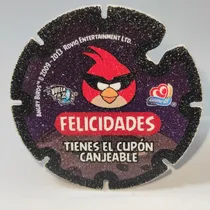 ANGRY BIRDS™ & © 2009 - 2013 ROVIO ENTERTAINMENT LTD.
FELICIDADES
TIENES EL CUPÓN
CANJEABLE